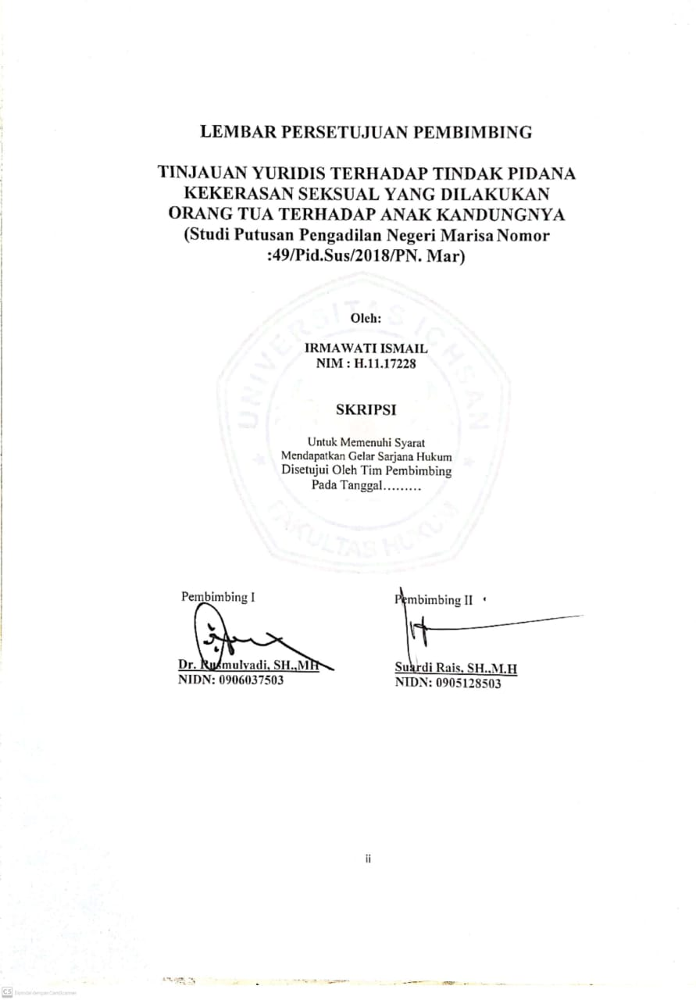 LEMBAR PERSETUJUAN PEMBIMBING
TINJAUAN YURIDIS TERHADAP TINDAK PIDANA
KEKERASAN SEKSUAL YANG DILAKUKAN
ORANG TUA TERHADAP ANAK KANDUNGNYA
(Studi Putusan Pengadilan Negeri Marisa Nomor
:49/Pid.Sus/2018/PN. Mar)
UNIVERSITAS ICHSAN
Oleh:
IRMAWATI ISMAIL
NIM : H.11.17228
SKRIPSI
Untuk Memenuhi Syarat
Mendapatkan Gelar Sarjana Hukum
Disetujui Oleh Tim Pembimbing
Pada Tanggal.........
FAKULTAS HUKUM
Pembimbing I
Pembimbing II
Dr. Rusmulyadi, SH.,MH
NIDN: 0906037503
Suardi Rais, SH.,M.H
NIDN: 0905128503
ii
CS Dipindai dengan CamScanner